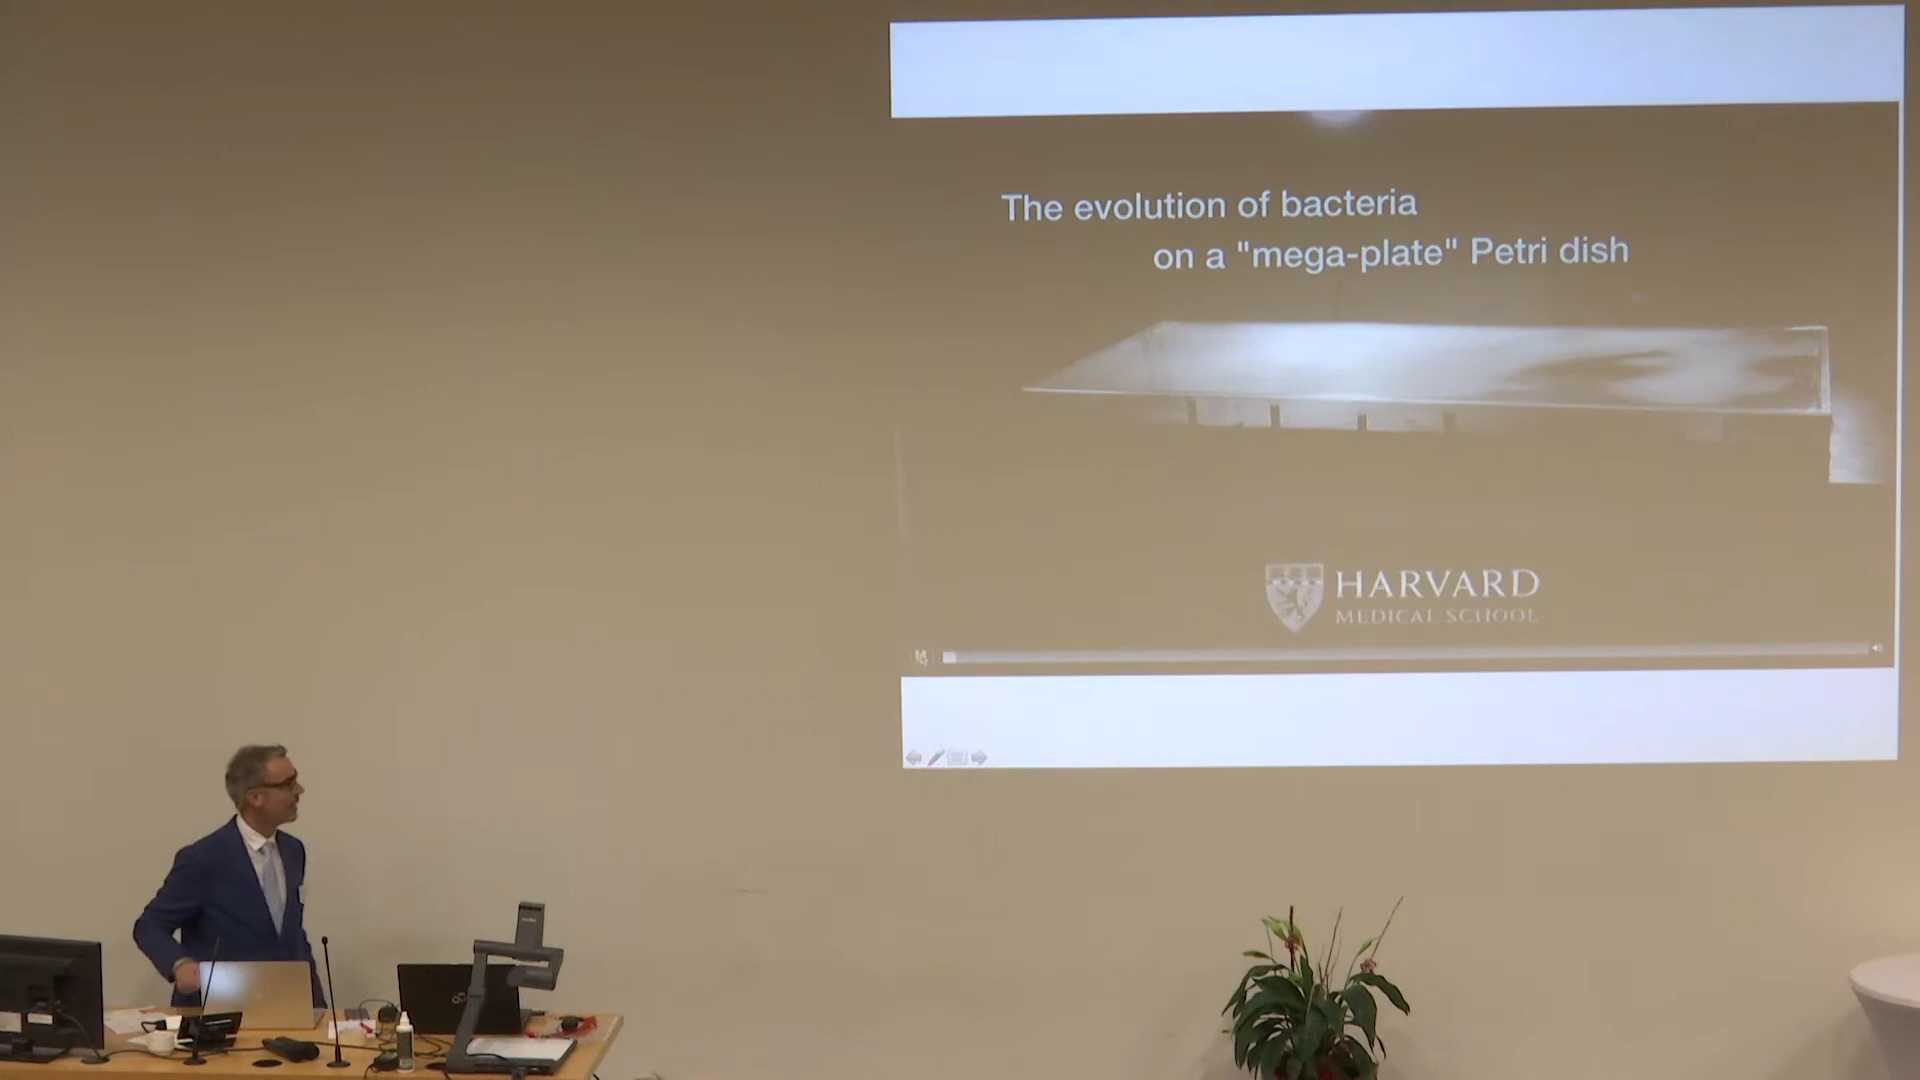 The evolution of bacteria
on a "mega-plate" Petri dish
HARVARD
MEDICAL SCHOOL